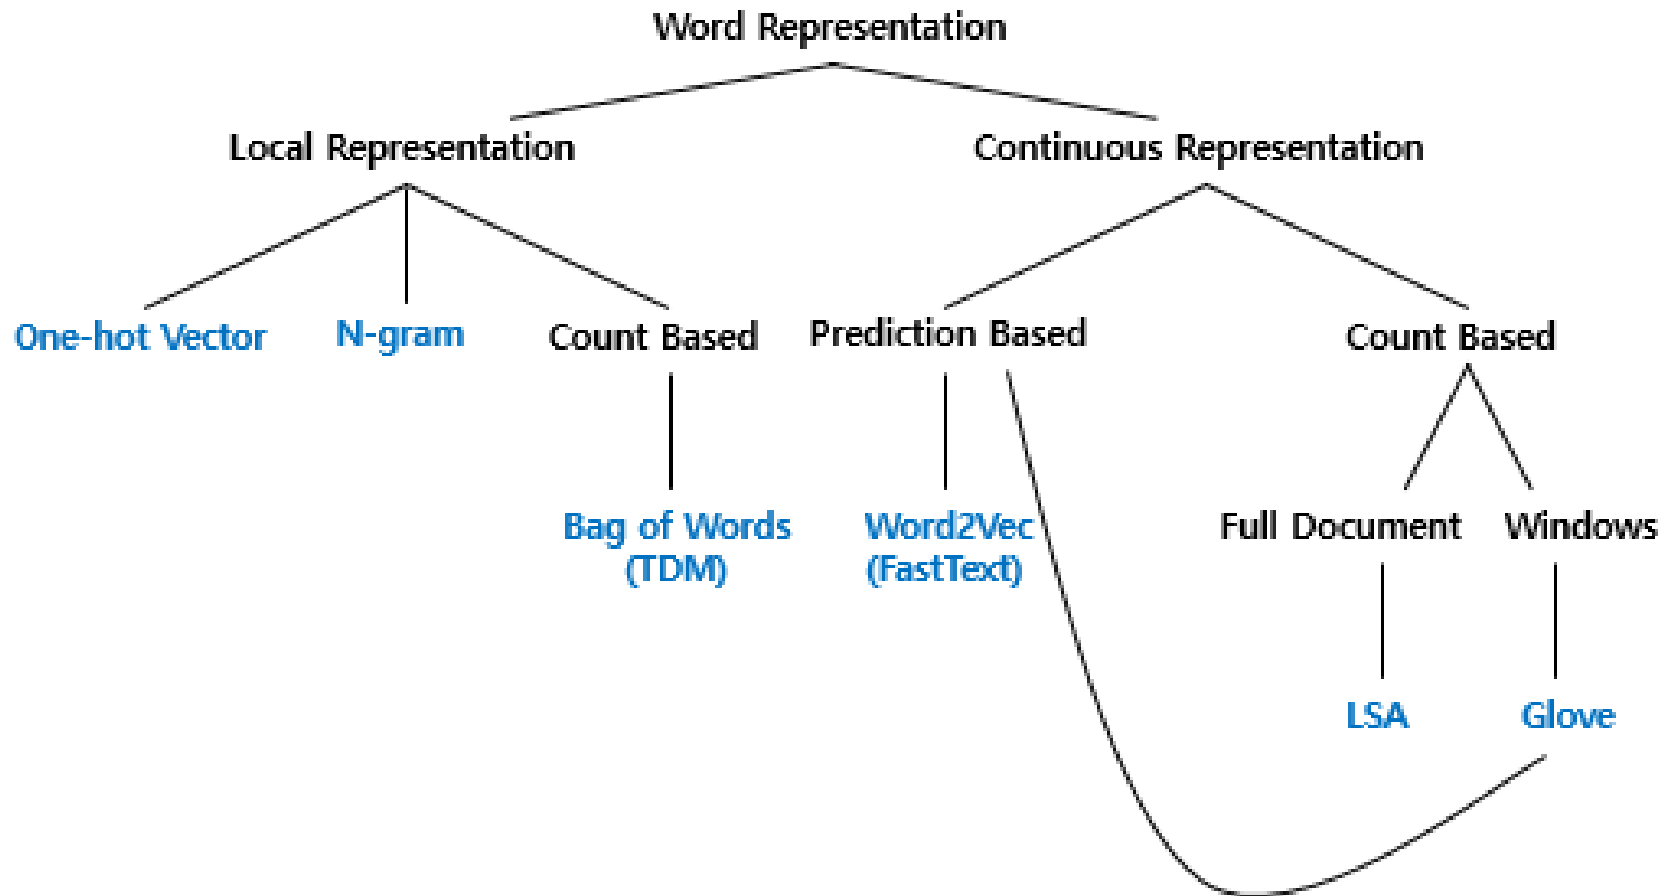 Word Representation
Local Representation
Continuous Representation
One-hot Vector
N-gram
Count Based
Prediction Based
Count Based
Bag of Words
(TDM)
Word2Vec
(FastText)
Full Document
Windows
LSA
Glove